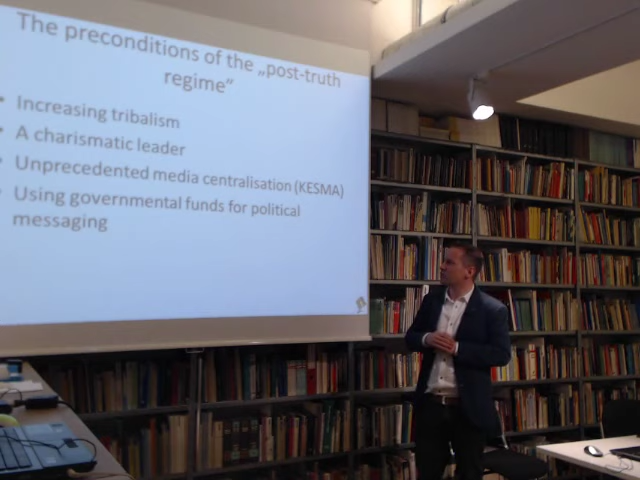 The preconditions of the „post-truth
regime”
• Increasing tribalism
• A charismatic leader
• Unprecedented media centralisation (KESMA)
• Using governmental funds for political
messaging